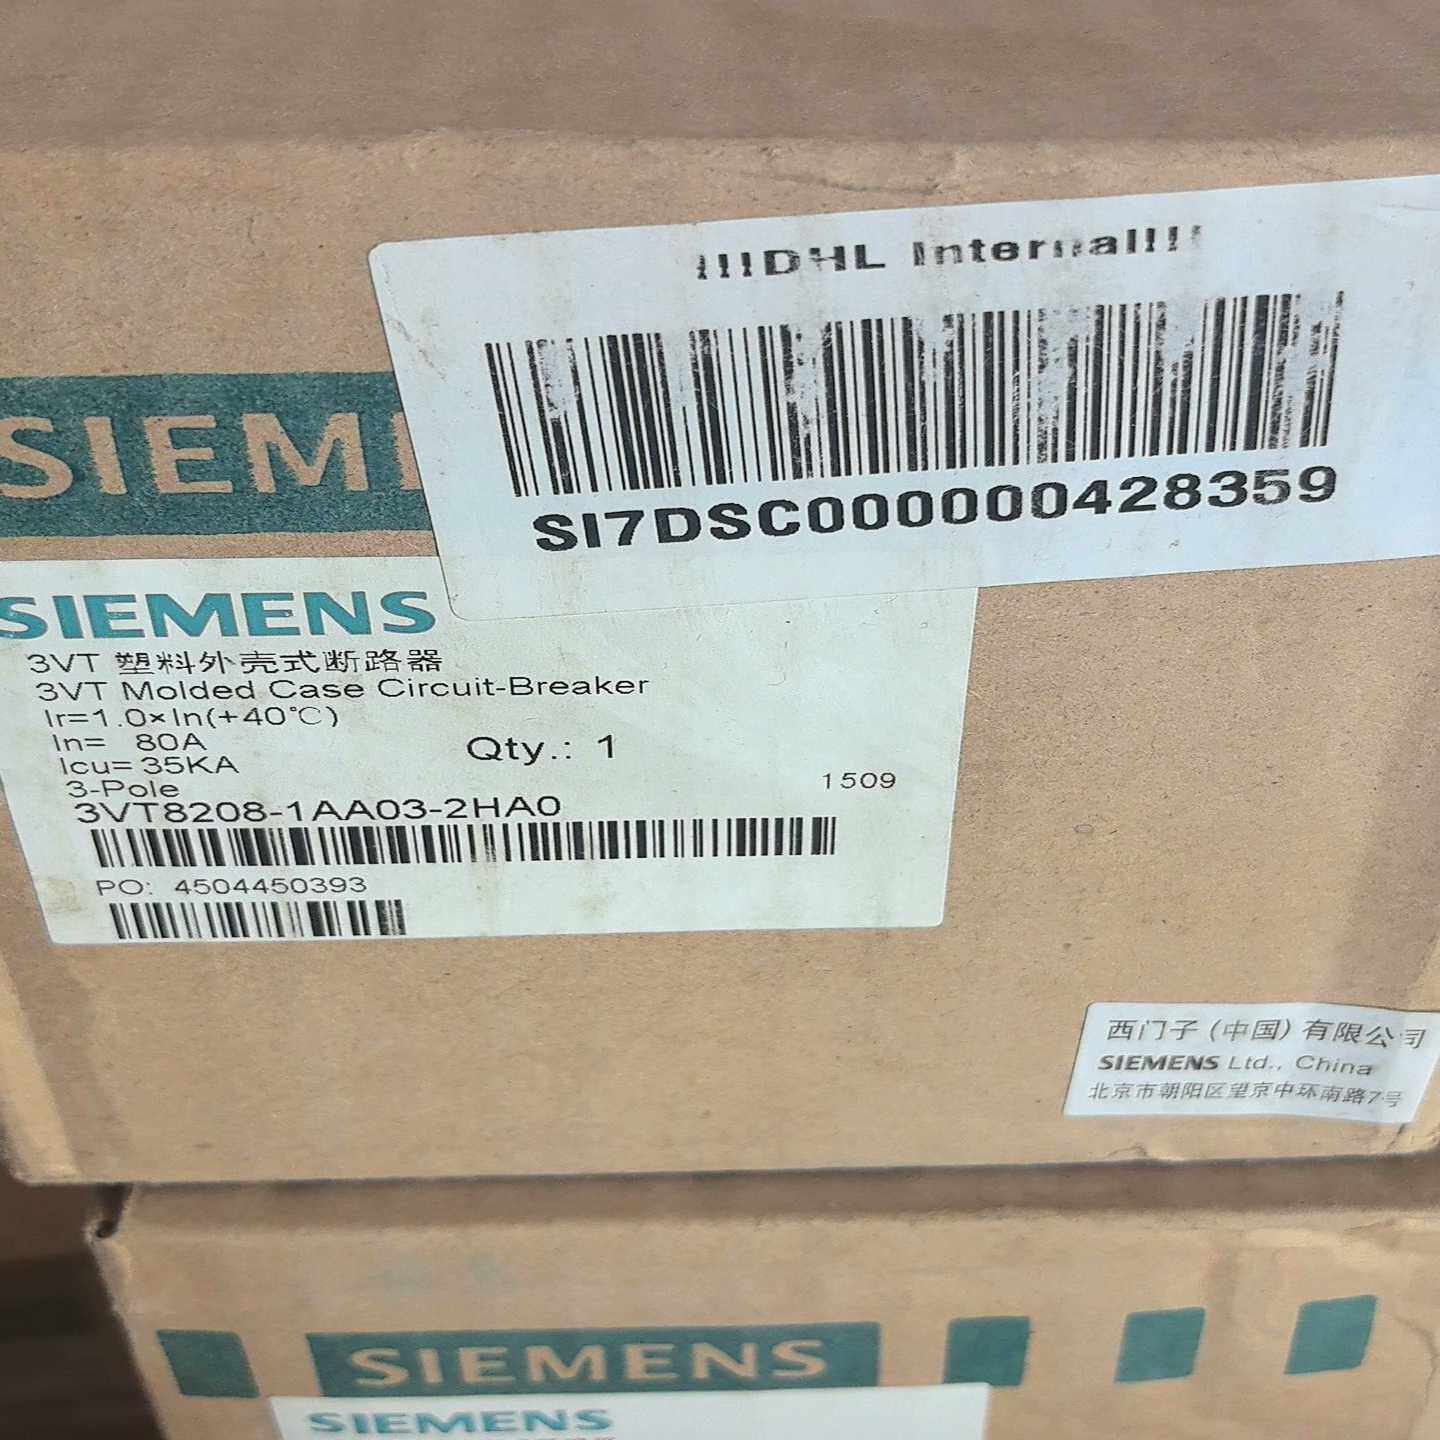 !!!DHL Internal!!!
SI7DSC000000428359
SIEM
SIEMENS
3VT 塑料外壳式断路器
3VT Molded Case Circuit-Breaker
Ir=1.0×In(+40℃)
In= 80A
Icu=35KA
Qty.: 1
3-Pole
1509
3VT8208-1AA03-2HA0
PO: 4504450393
西门子(中国)有限公司
SIEMENS Ltd., China
北京市朝阳区望京中环南路7号
SIEMENS
SIEMENS